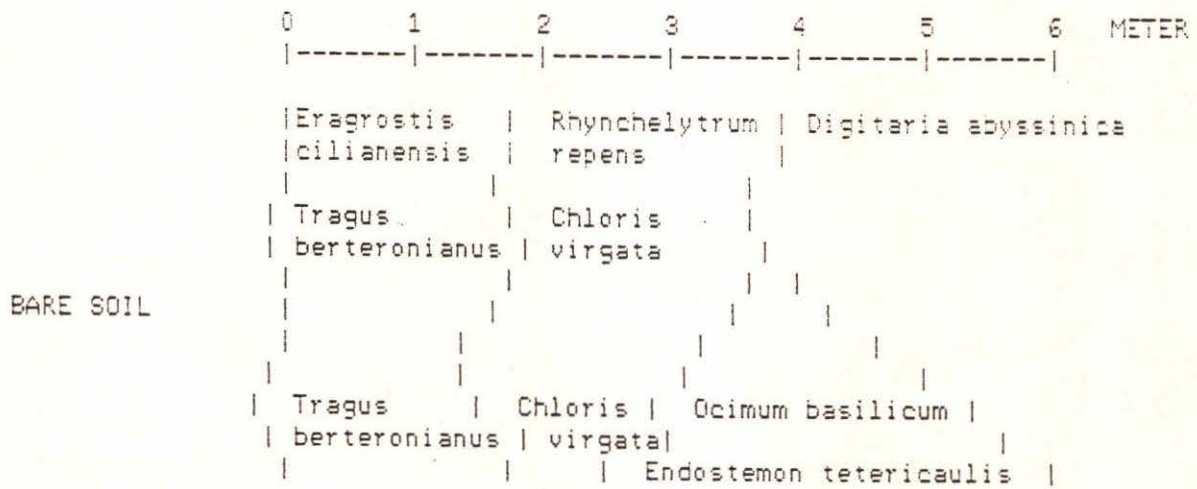 0 1 2 3 4 5 6 METER
|-------|-------|-------|-------|-------|-------|
|Eragrostis | Rhynchelytrum | Digitaria abyssinica
|cilianensis | repens |
| Tragus | Chloris |
| berteronianus | virgata |
BARE SOIL
| Tragus | Chloris | Ocimum basilicum |
| berteronianus | virgata| |
| | | Endostemon tetericaulis |